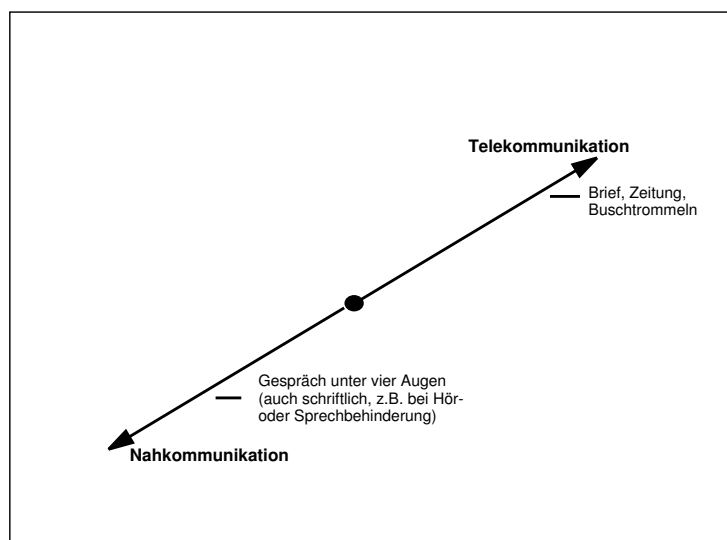 Telekommunikation
Brief, Zeitung,
Buschtrommeln
Gespräch unter vier Augen
(auch schriftlich, z.B. bei Hör-
oder Sprechbehinderung)
Nahkommunikation